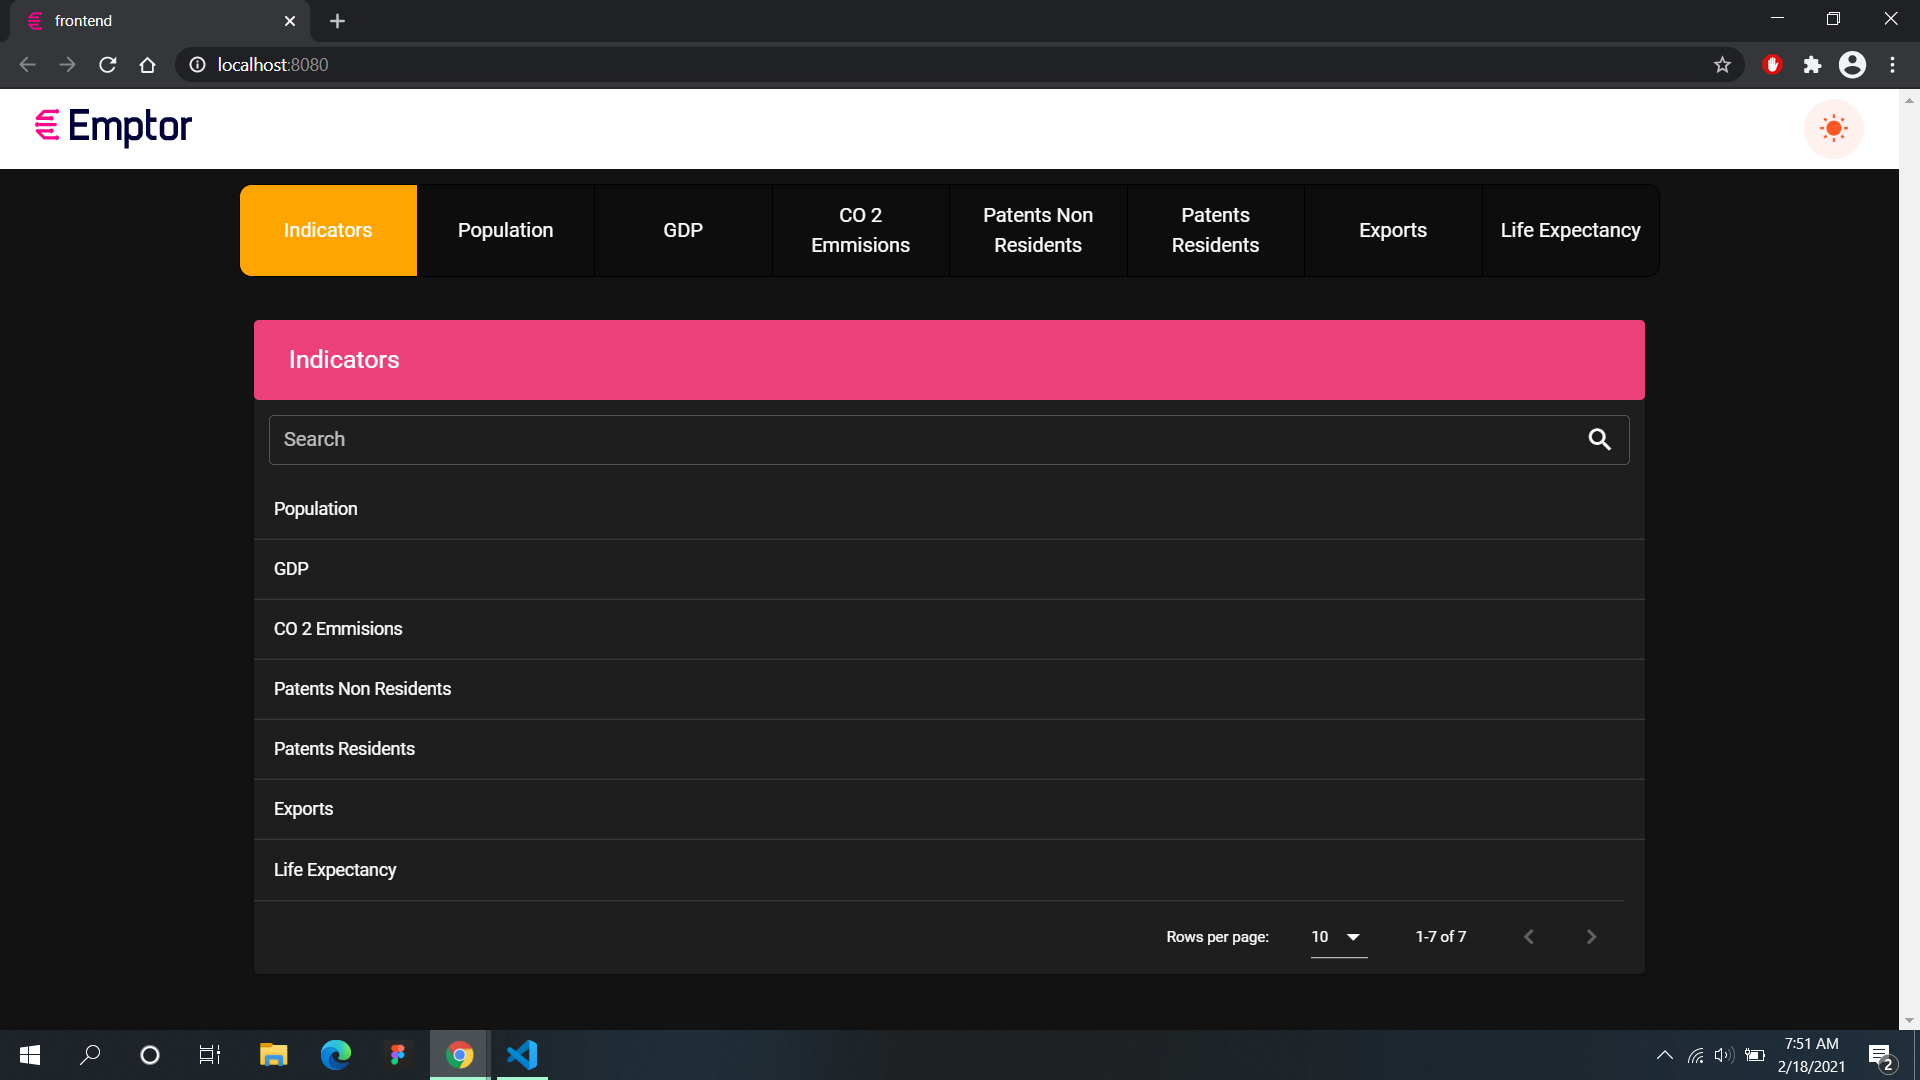 frontend
localhost:8080
Emptor
Indicators
Population
GDP
CO 2
Emmisions
Patents Non
Residents
Patents
Residents
Exports
Life Expectancy
Indicators
Search
Population
GDP
CO 2 Emmisions
Patents Non Residents
Patents Residents
Exports
Life Expectancy
Rows per page: 10 1-7 of 7
7:51 AM
2/18/2021
2